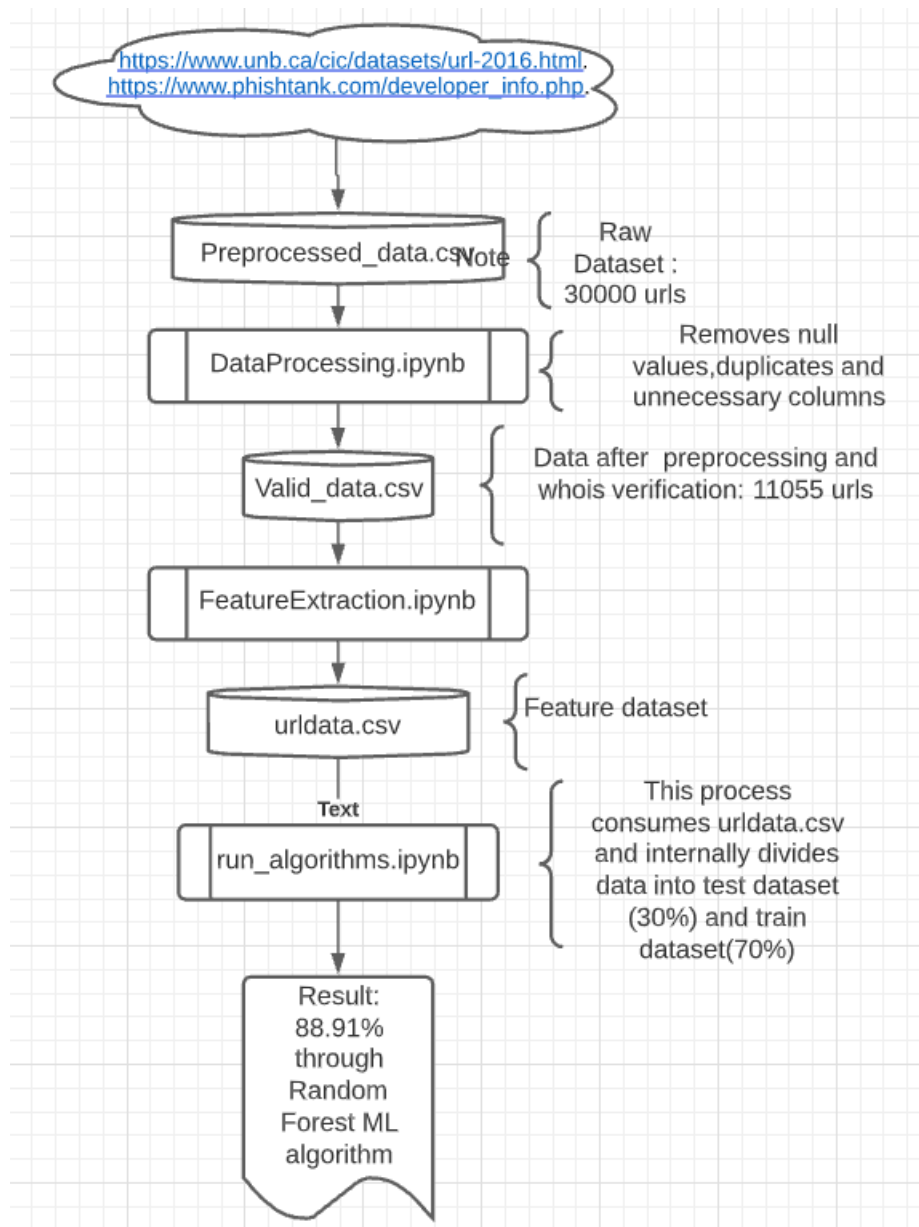 https://www.unb.ca/cic/datasets/url-2016.html.
https://www.phishtank.com/developer_info.php.
Preprocessed_data.csv
Note
Raw
Dataset :
30000 urls
DataProcessing.ipynb
Removes null
values,duplicates and
unnecessary columns
Valid_data.csv
Data after preprocessing and
whois verification: 11055 urls
FeatureExtraction.ipynb
urldata.csv
Feature dataset
Text
run_algorithms.ipynb
This process
consumes urldata.csv
and internally divides
data into test dataset
(30%) and train
dataset(70%)
Result:
88.91%
through
Random
Forest ML
algorithm